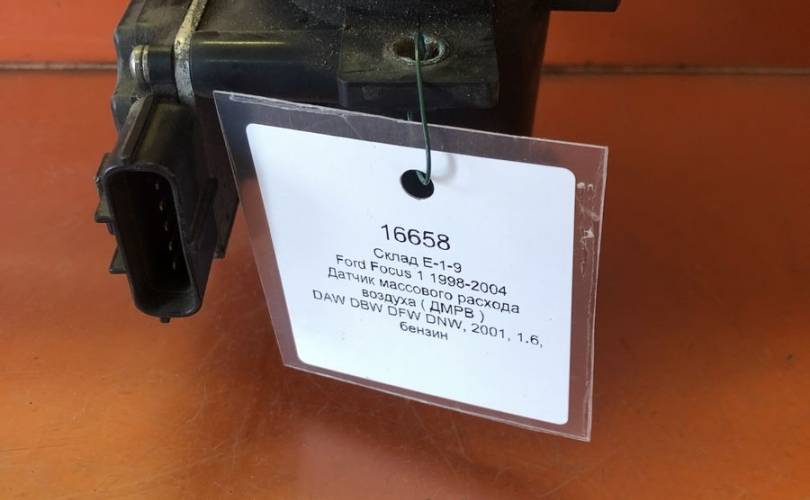 16658
Склад Е-1-9
Ford Focus 1 1998-2004
Датчик массового расхода
воздуха ( ДМРВ )
DAW DBW DFW DNW, 2001, 1.6,
бензин